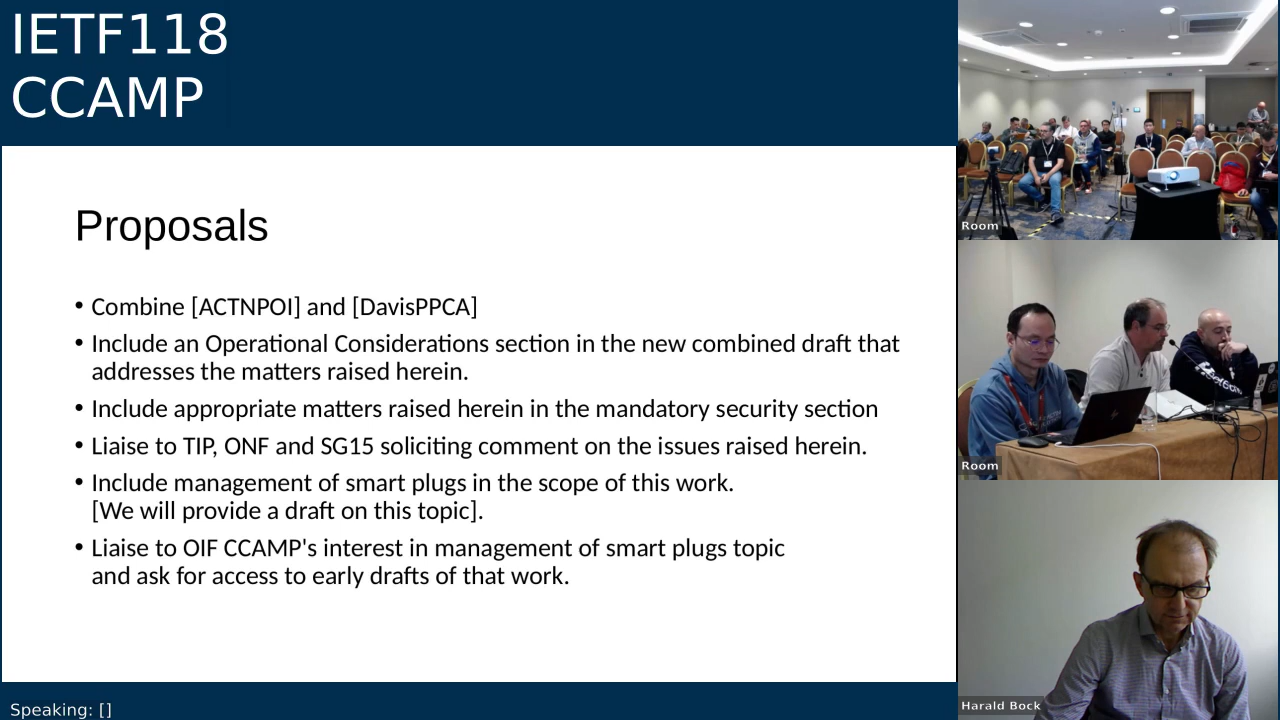 IETF118
CCAMP
Proposals
• Combine [ACTNPOI] and [DavisPPCA]
• Include an Operational Considerations section in the new combined draft that
addresses the matters raised herein.
• Include appropriate matters raised herein in the mandatory security section
• Liaise to TIP, ONF and SG15 soliciting comment on the issues raised herein.
• Include management of smart plugs in the scope of this work.
[We will provide a draft on this topic].
• Liaise to OIF CCAMP's interest in management of smart plugs topic
and ask for access to early drafts of that work.
Speaking: []
Room
Room
Harald Bock